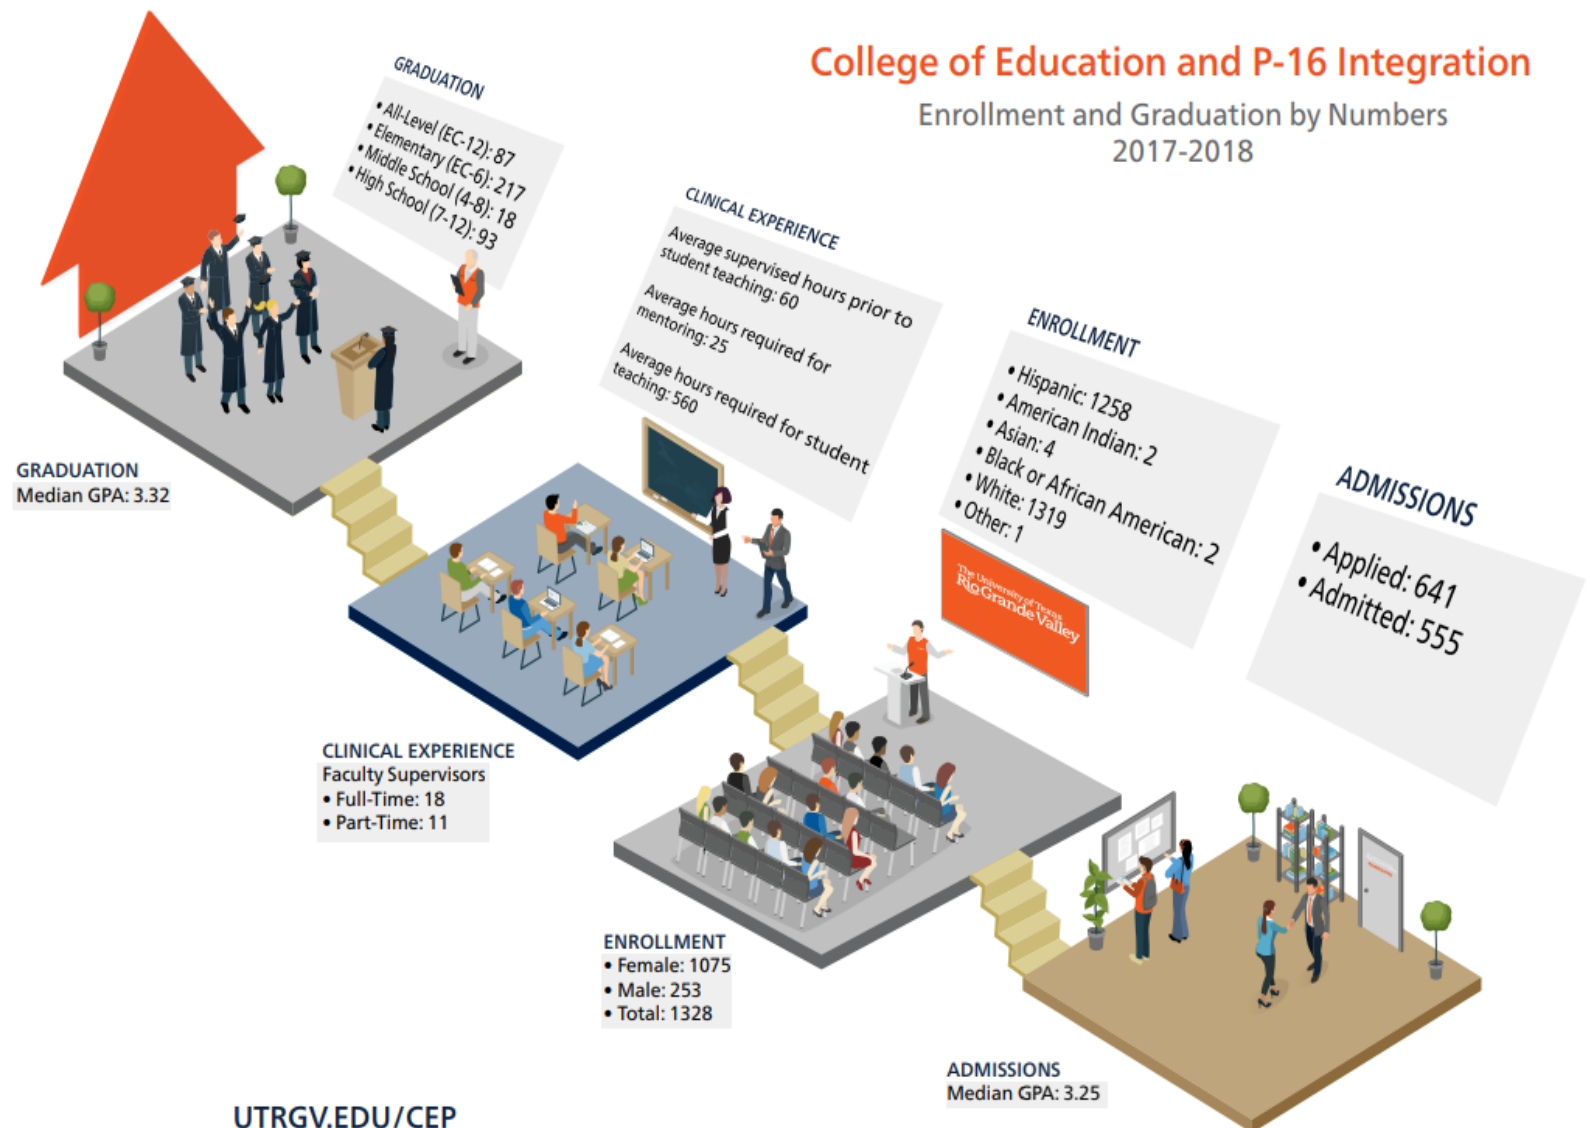 College of Education and P-16 Integration
Enrollment and Graduation by Numbers
2017-2018
GRADUATION
• All-Level (EC-12): 87
• Elementary (EC-6): 217
• Middle School (4-8): 18
• High School (7-12): 93
CLINICAL EXPERIENCE
Average supervised hours prior to
student teaching: 60
Average hours required for
mentoring: 25
Average hours required for student
teaching: 560
ENROLLMENT
• Hispanic: 1258
• American Indian: 2
• Asian: 4
• Black or African American: 2
• White: 1319
• Other: 1
ADMISSIONS
• Applied: 641
• Admitted: 555
The University of Texas
Rio Grande Valley
GRADUATION
Median GPA: 3.32
CLINICAL EXPERIENCE
Faculty Supervisors
• Full-Time: 18
• Part-Time: 11
ENROLLMENT
• Female: 1075
• Male: 253
• Total: 1328
ADMISSIONS
Median GPA: 3.25
UTRGV.EDU/CEP